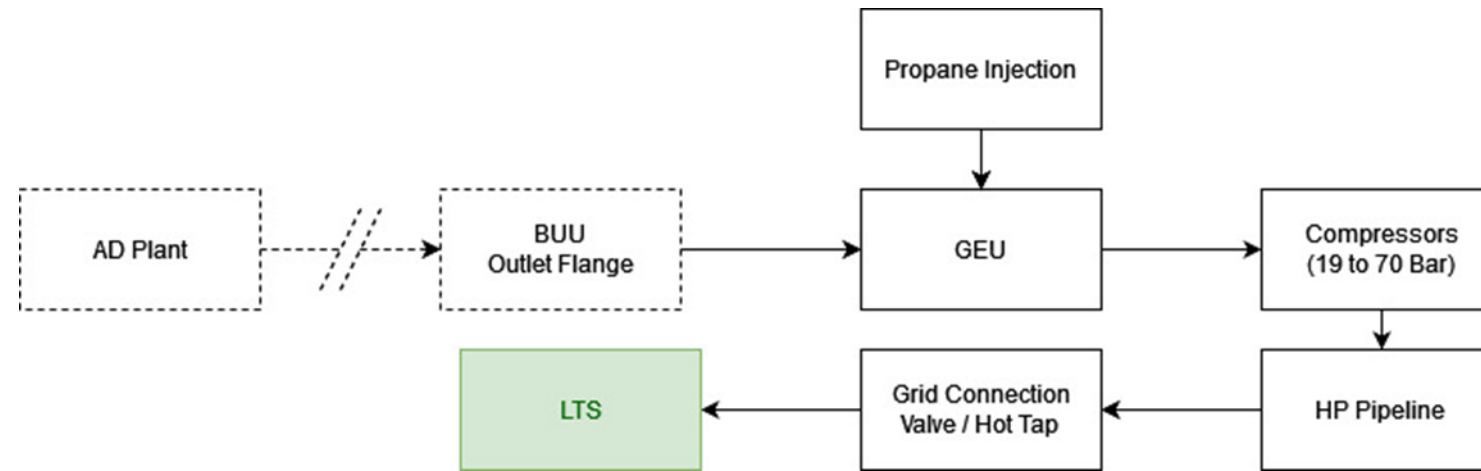 Propane Injection
AD Plant
BUU
Outlet Flange
GEU
Compressors
(19 to 70 Bar)
LTS
Grid Connection
Valve / Hot Tap
HP Pipeline